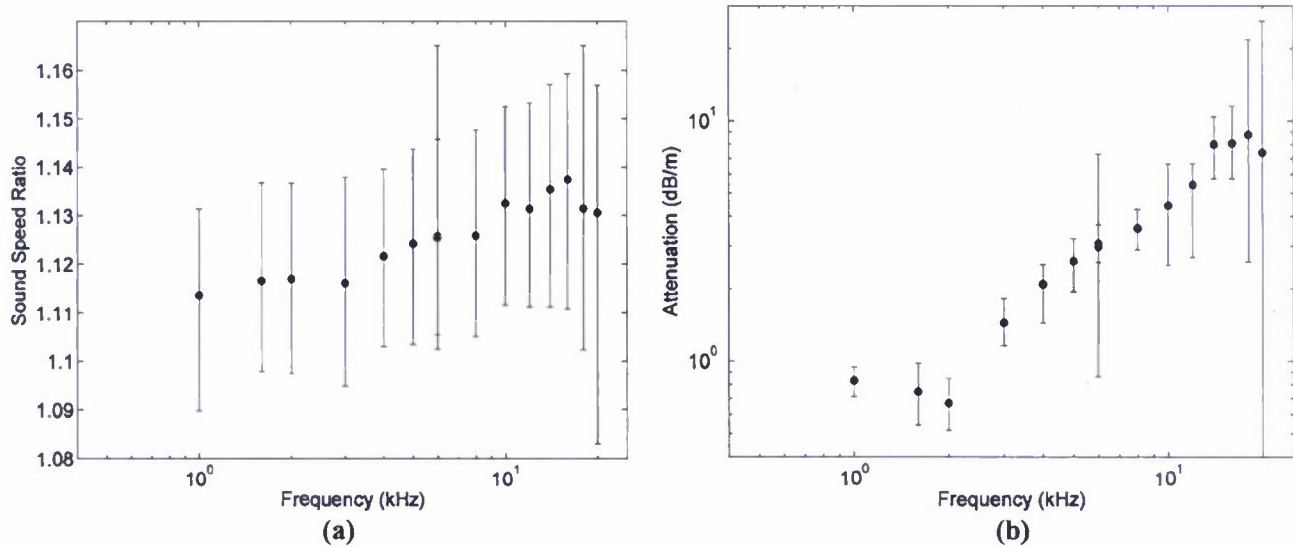 1.16
1.15
1.14
1.13
1.12
1.11
1.1
1.09
1.08
Sound Speed Ratio
10⁰
10¹
Frequency (kHz)
(a)
10¹
10⁰
Attenuation (dB/m)
10⁰
10¹
Frequency (kHz)
(b)